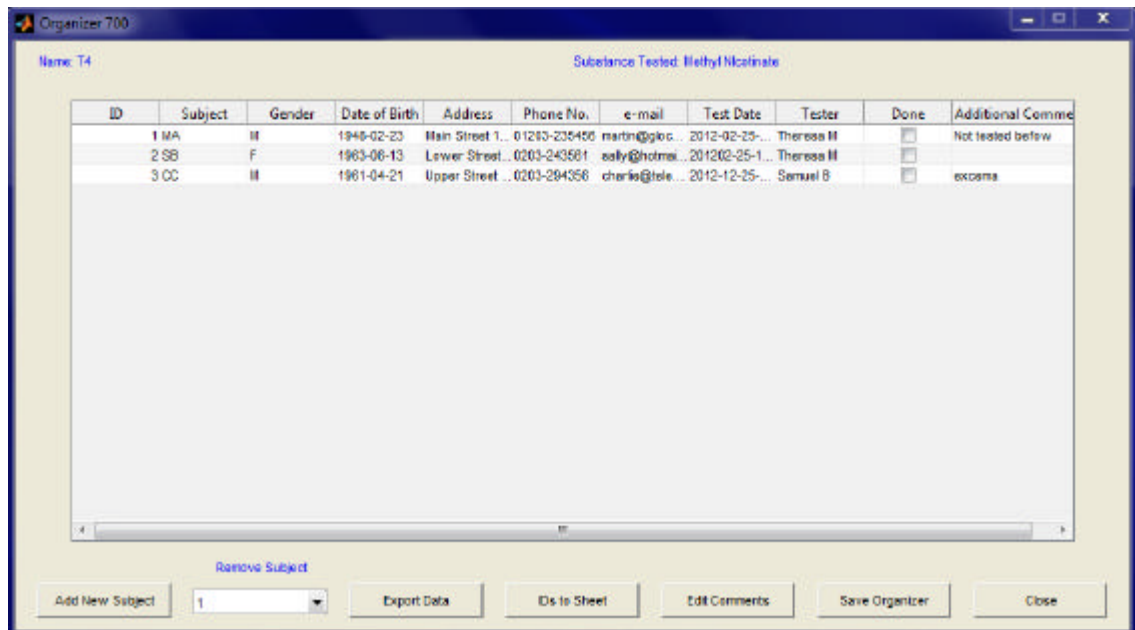 Organizer 700
Name: T4 Substance Tested: Methyl Nicotinate
ID Subject Gender Date of Birth Address Phone No. e-mail Test Date Tester Done Additional Comme
1 MA M 1946-02-23 Main Street 1... 01203-235456 martin@gloc... 2012-02-25-... Theresa M Not tested before
2 SB F 1963-06-13 Lower Street... 0203-243561 sally@hotmai... 201202-25-1... Theresa M
3 CC M 1961-04-21 Upper Street ... 0203-294356 charlie@tele... 2012-12-25-... Samuel B
Remove Subject
Add New Subject 1 Export Data IDs to Sheet Edit Comments Save Organizer Close